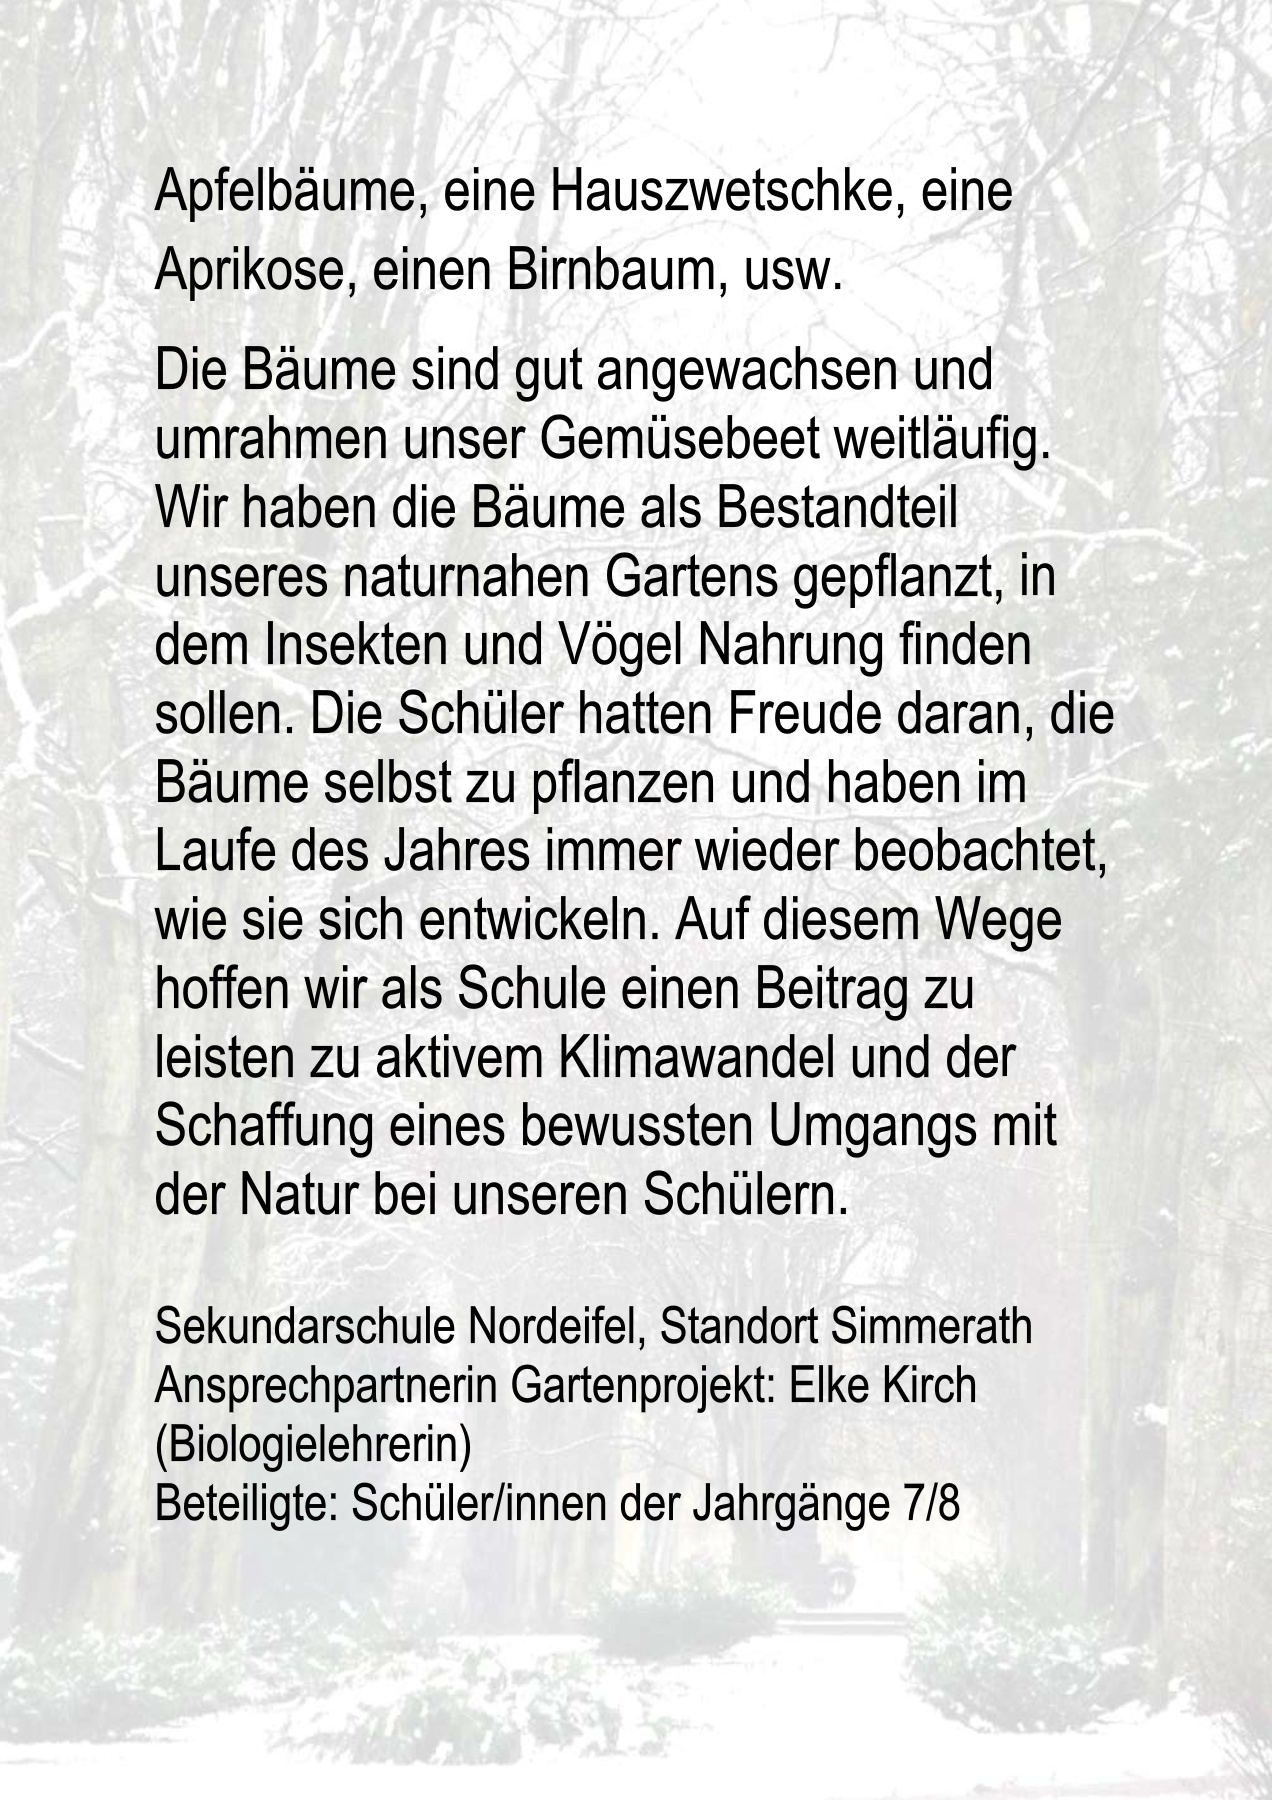 Apfelbäume, eine Hauszwetschke, eine
Aprikose, einen Birnbaum, usw.
Die Bäume sind gut angewachsen und
umrahmen unser Gemüsebeet weitläufig.
Wir haben die Bäume als Bestandteil
unseres naturnahen Gartens gepflanzt, in
dem Insekten und Vögel Nahrung finden
sollen. Die Schüler hatten Freude daran, die
Bäume selbst zu pflanzen und haben im
Laufe des Jahres immer wieder beobachtet,
wie sie sich entwickeln. Auf diesem Wege
hoffen wir als Schule einen Beitrag zu
leisten zu aktivem Klimawandel und der
Schaffung eines bewussten Umgangs mit
der Natur bei unseren Schülern.
Sekundarschule Nordeifel, Standort Simmerath
Ansprechpartnerin Gartenprojekt: Elke Kirch
(Biologielehrerin)
Beteiligte: Schüler/innen der Jahrgänge 7/8